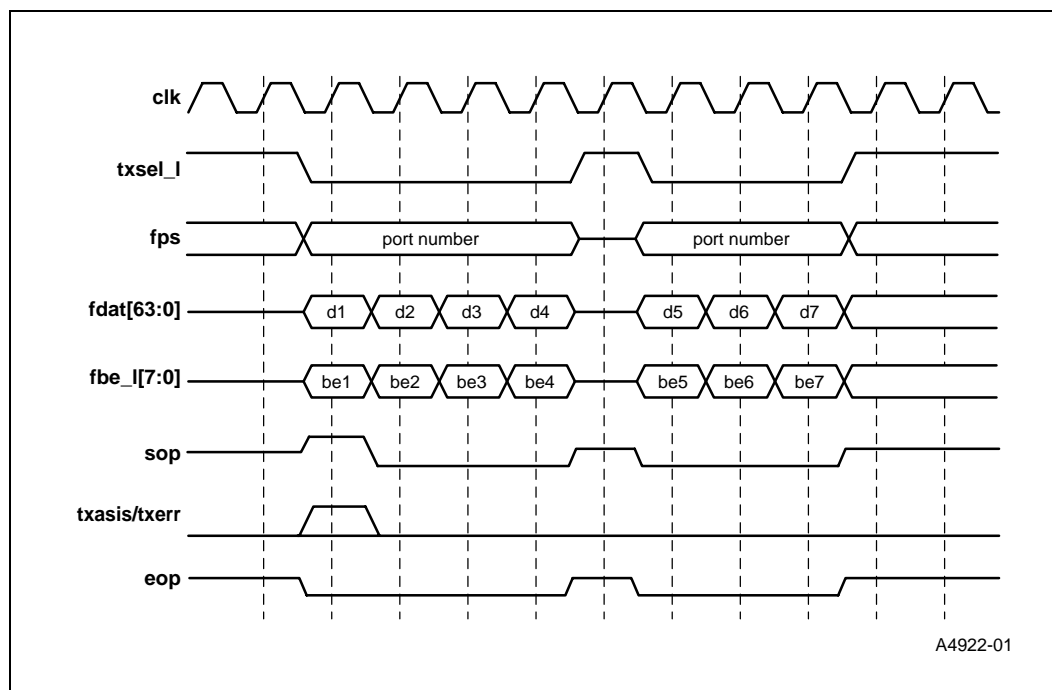 clk
txsel_l
fps port number port number
fdat[63:0] d1 d2 d3 d4 d5 d6 d7
fbe_l[7:0] be1 be2 be3 be4 be5 be6 be7
sop
txasis/txerr
eop
A4922-01